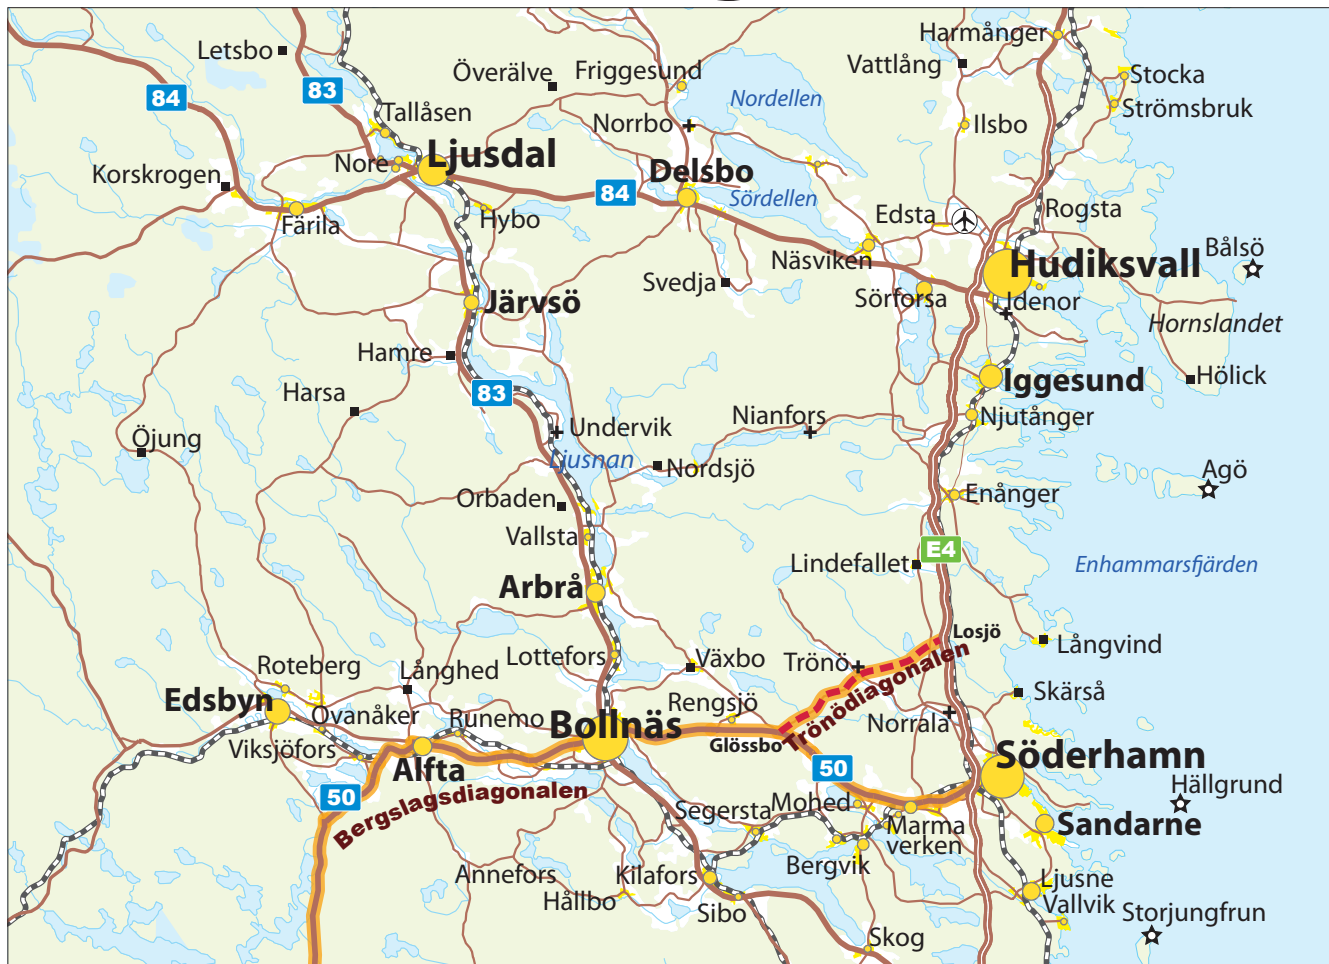 Harmånger
Letsbo
Vattlång
Överälve
Friggesund
Stocka
83
84
Nordellen
Strömsbruk
Tallåsen
Norrbo
Ilsbo
Nore
Ljusdal
Korskrogen
Delsbo
84
Sördellen
Färila
Hybo
Edsta
Rogsta
Bålsö
Näsviken
Hudiksvall
Svedja
Sörforsa
Idenor
Järvsö
Hornslandet
Hamre
Harsa
83
Iggesund
Hölick
Nianfors
Njutånger
Öjung
Undervik
Ljusnan
Nordsjö
Agö
Orbaden
Enånger
Vallsta
E4
Lindefallet
Enhammarsfjärden
Arbrå
Losjö
Långvind
Lottefors
Växbo
Trönö
Roteberg
Långhed
Trönödiagonalen
Skärså
Edsbyn
Rengsjö
Ovanåker
Runemo
Bollnäs
Norrala
Viksjöfors
Glössbo
Söderhamn
Alfta
50
50
Hällgrund
Bergslagsdiagonalen
Segersta
Mohed
Marma
verken
Sandarne
Bergvik
Annefors
Kilafors
Ljusne
Hållbo
Vallvik
Sibo
Storjungfrun
Skog